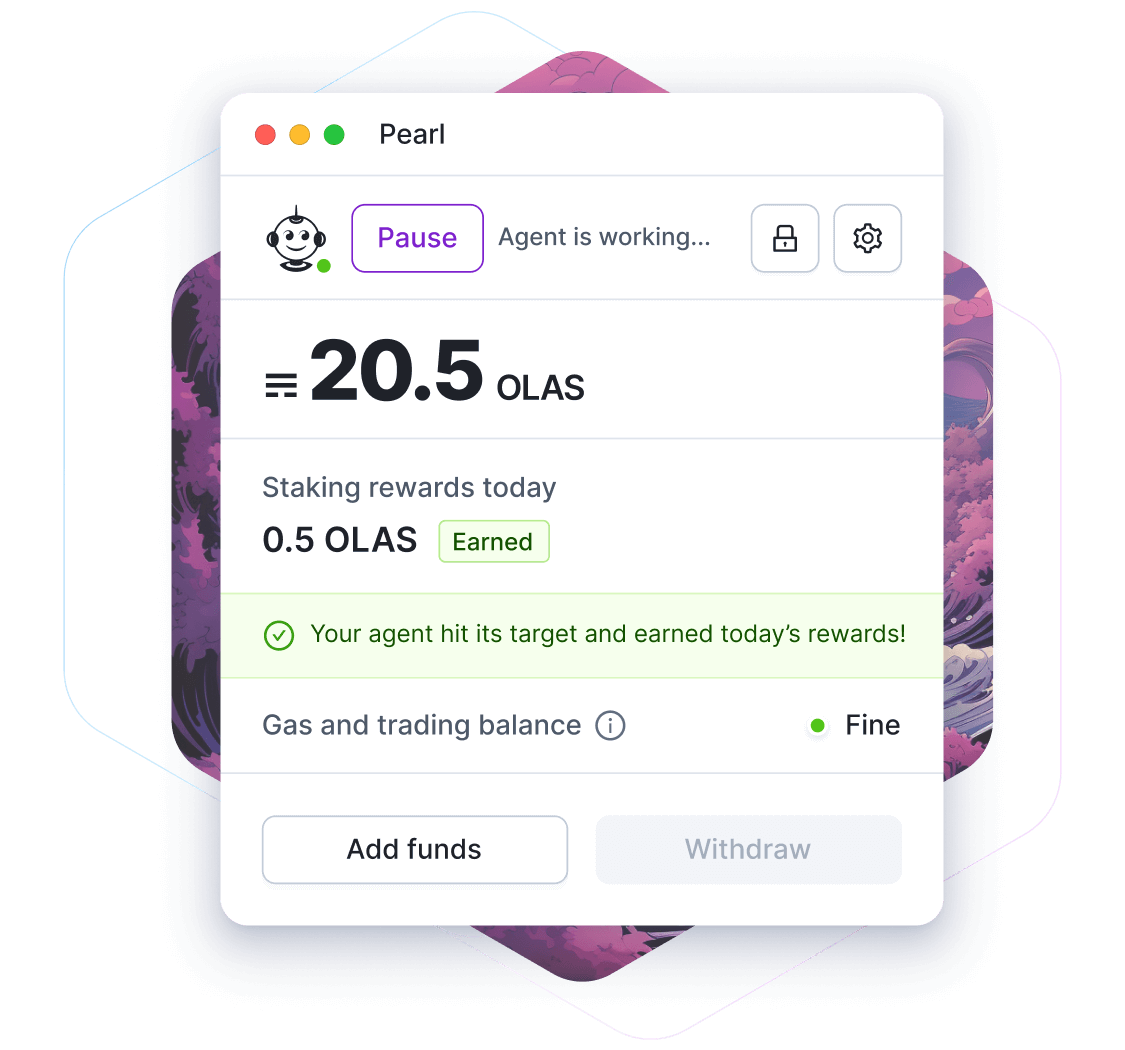 Pearl
Pause Agent is working...
20.5 OLAS
Staking rewards today
0.5 OLAS Earned
Your agent hit its target and earned today’s rewards!
Gas and trading balance Fine
Add funds Withdraw